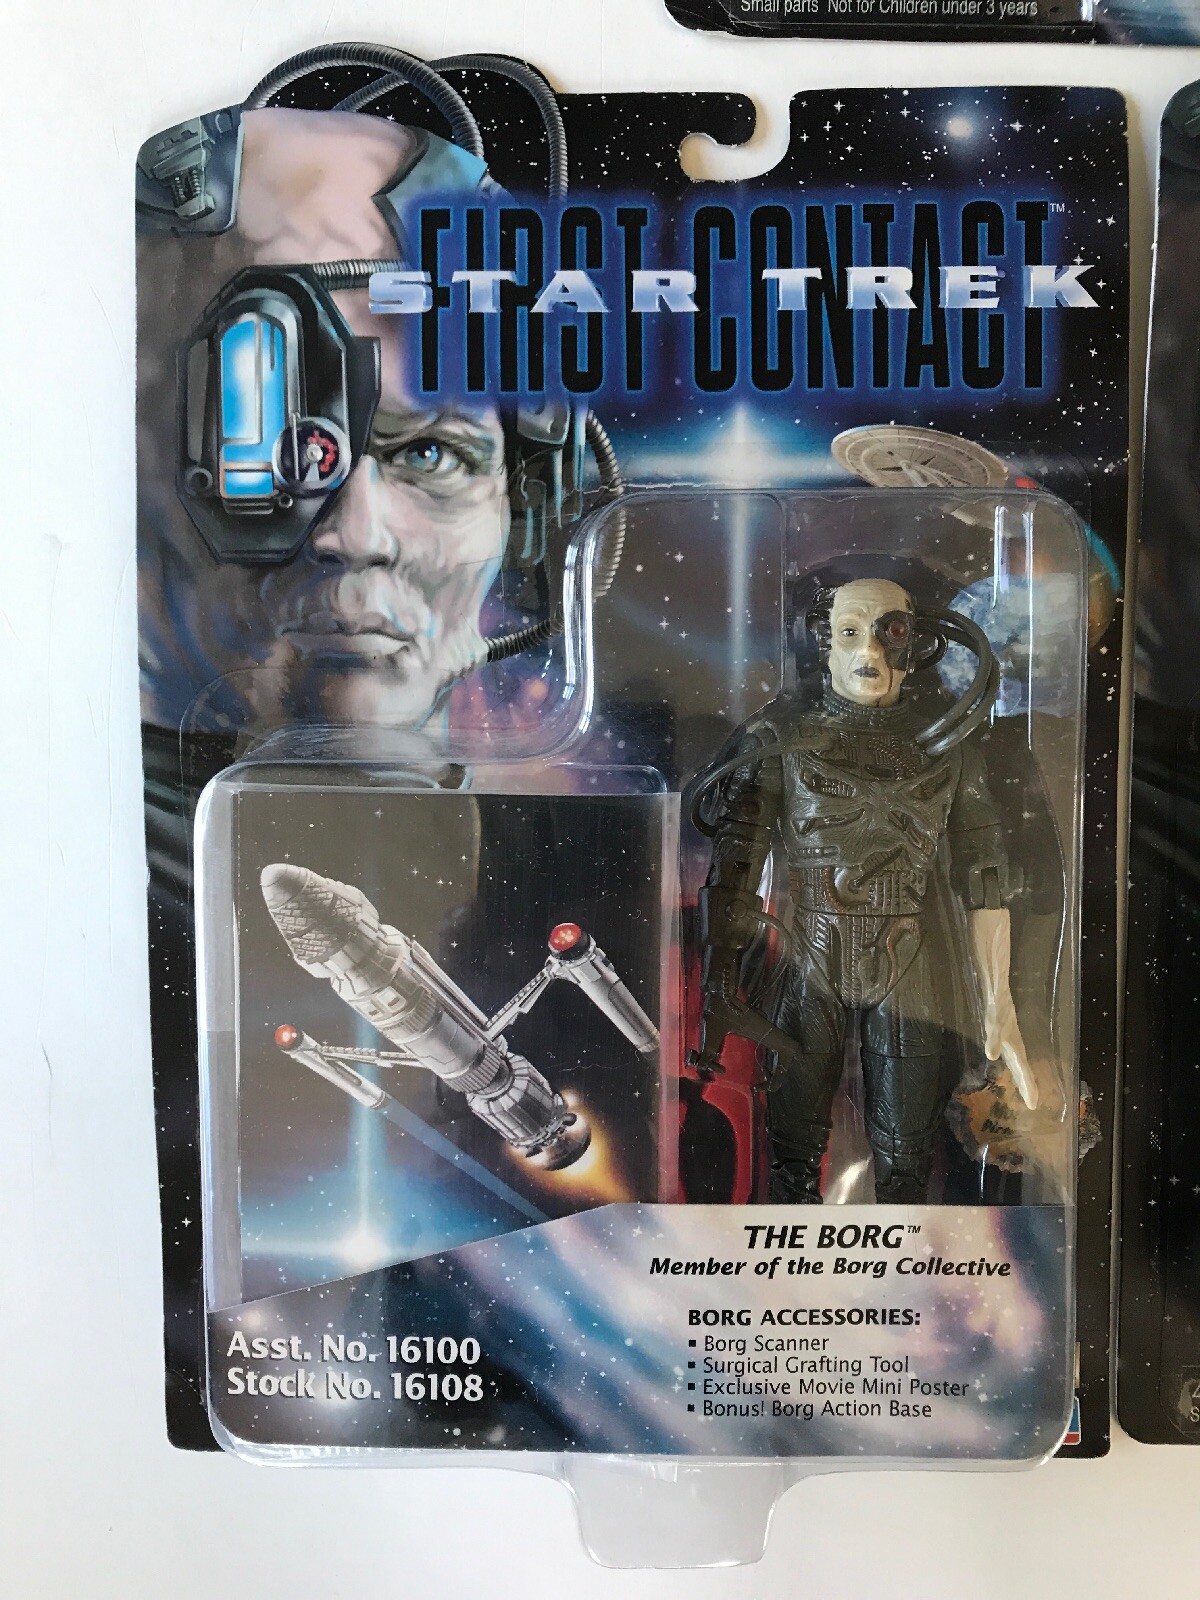 Small parts Not for Children under 3 years
FIRST CONTACT™
STAR TREK
THE BORG™
Member of the Borg Collective
BORG ACCESSORIES:
▪ Borg Scanner
▪ Surgical Grafting Tool
▪ Exclusive Movie Mini Poster
▪ Bonus! Borg Action Base
Asst. No. 16100
Stock No. 16108